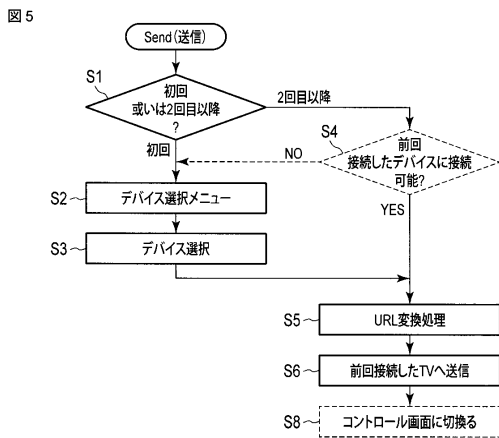 図5
Send(送信)
S1
初回
或いは2回目以降
?
2回目以降
初回
S4
前回
接続したデバイスに接続
可能?
NO
YES
S2
デバイス選択メニュー
S3
デバイス選択
S5
URL変換処理
S6
前回接続したTVへ送信
S8
コントロール画面に切換る